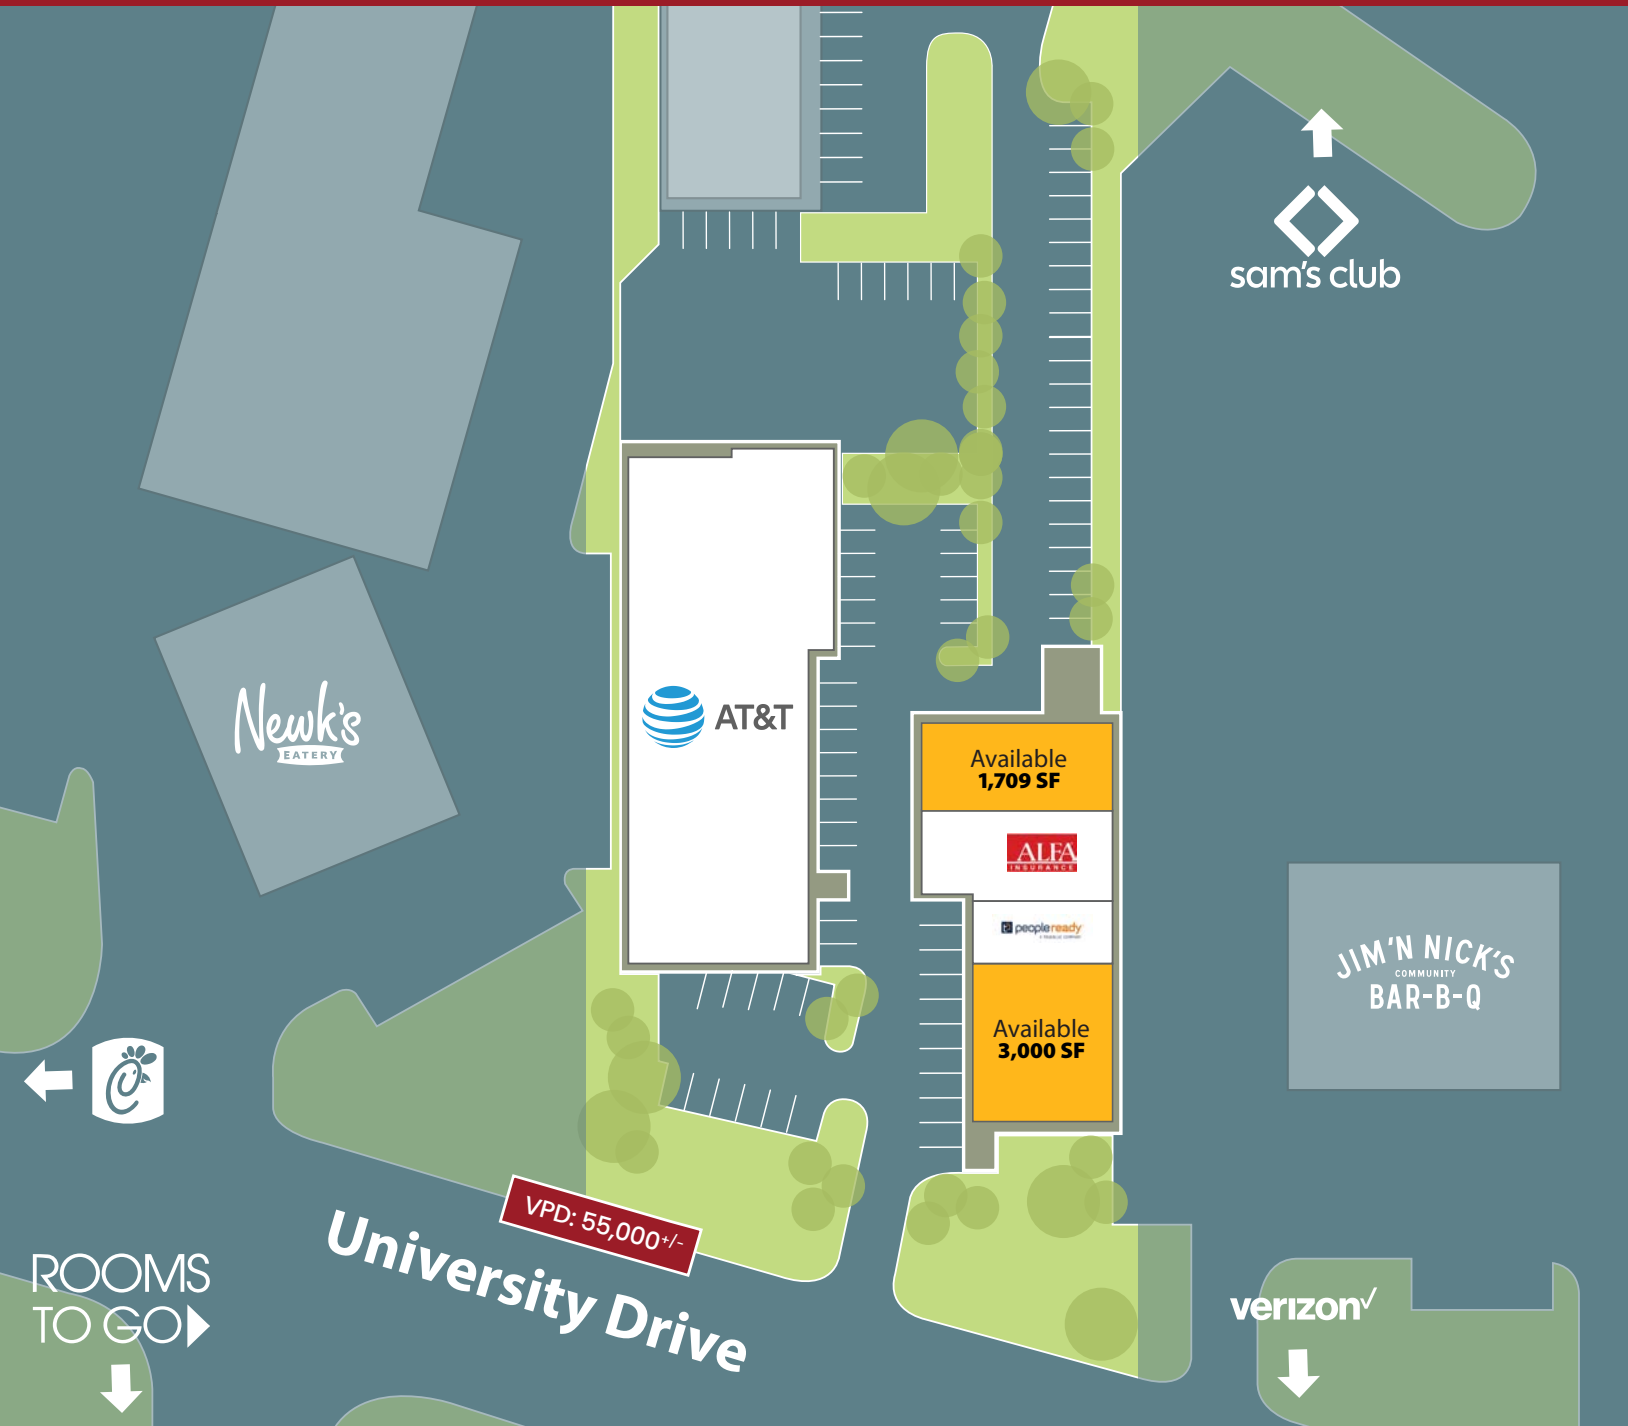 sam's club
Newk's
EATERY
AT&T
Available
1,709 SF
ALFA
INSURANCE
peopleready
Available
3,000 SF
JIM 'N NICK'S
COMMUNITY
BAR-B-Q
VPD: 55,000+/-
University Drive
ROOMS
TO GO
verizon